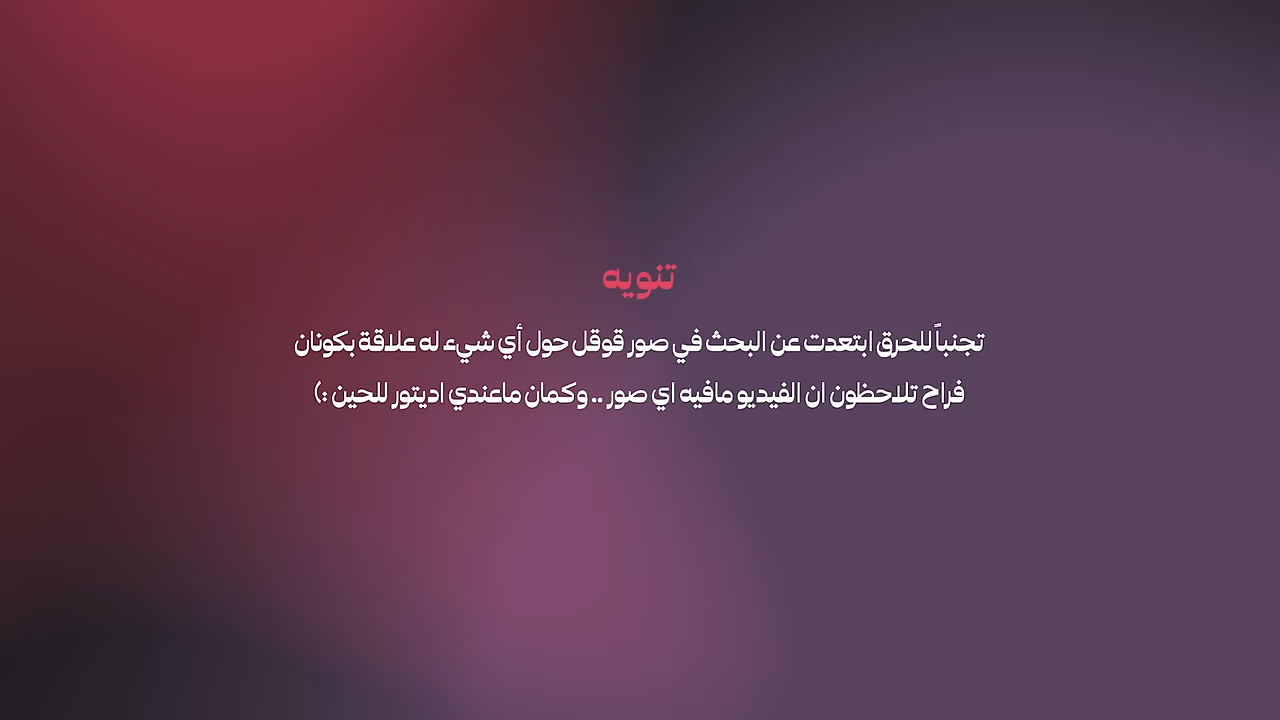 تنويه
تجنباً للحرق ابتعدت عن البحث في صور قوقل حول أي شيء له علاقة بكونان
فراح تلاحظون ان الفيديو مافيه اي صور .. وكمان ماعندي اديتور للحين :)